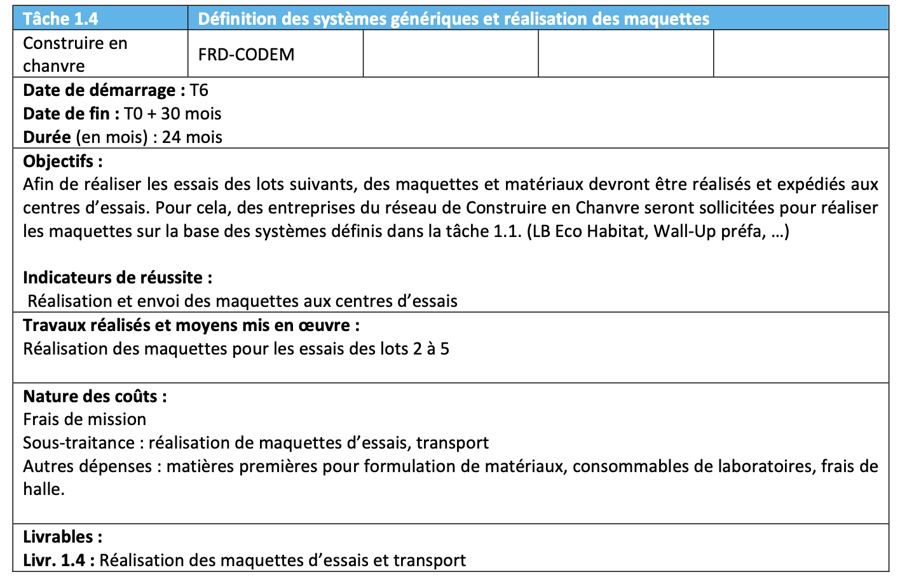 Tâche 1.4 Définition des systèmes génériques et réalisation des maquettes
Construire en
chanvre
FRD-CODEM
Date de démarrage : T6
Date de fin : T0 + 30 mois
Durée (en mois) : 24 mois
Objectifs :
Afin de réaliser les essais des lots suivants, des maquettes et matériaux devront être réalisés et expédiés aux
centres d’essais. Pour cela, des entreprises du réseau de Construire en Chanvre seront sollicitées pour réaliser
les maquettes sur la base des systèmes définis dans la tâche 1.1. (LB Eco Habitat, Wall-Up préfa, …)
Indicateurs de réussite :
Réalisation et envoi des maquettes aux centres d’essais
Travaux réalisés et moyens mis en œuvre :
Réalisation des maquettes pour les essais des lots 2 à 5
Nature des coûts :
Frais de mission
Sous-traitance : réalisation de maquettes d’essais, transport
Autres dépenses : matières premières pour formulation de matériaux, consommables de laboratoires, frais de
halle.
Livrables :
Livr. 1.4 : Réalisation des maquettes d’essais et transport